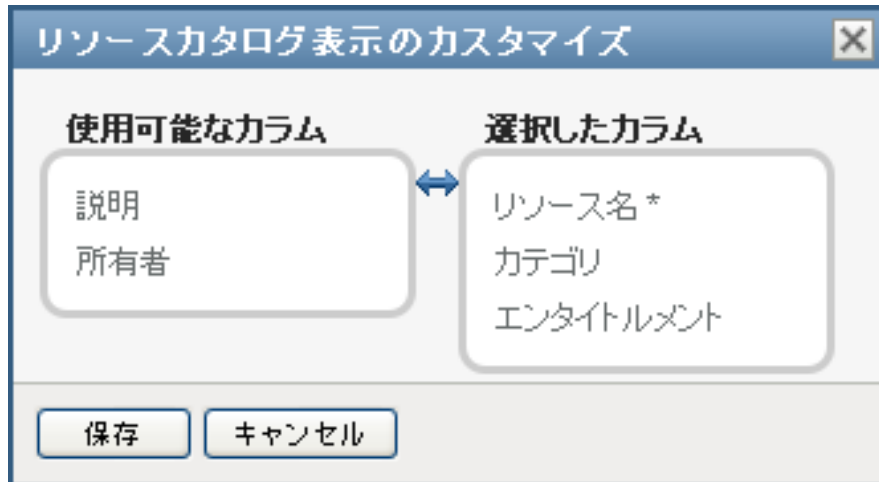 リソースカタログ表示のカスタマイズ
使用可能なカラム
説明
所有者
選択したカラム
リソース名 *
カテゴリ
エンタイトルメント
保存
キャンセル